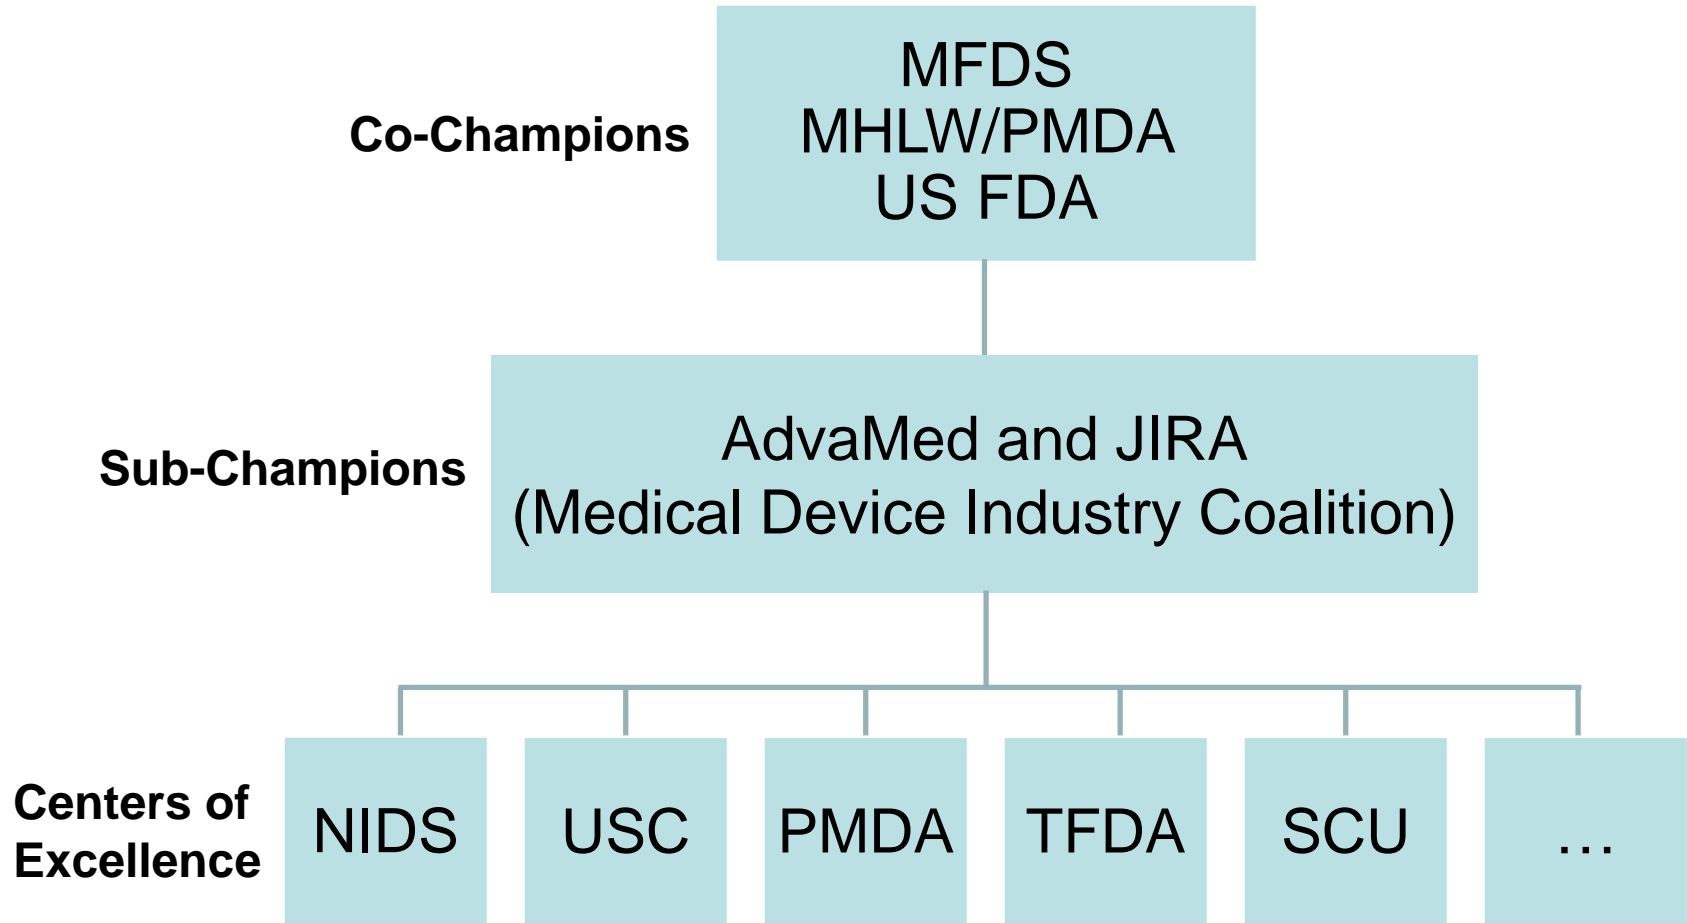 Co-Champions
MFDS
MHLW/PMDA
US FDA
Sub-Champions
AdvaMed and JIRA
(Medical Device Industry Coalition)
Centers of
Excellence
NIDS
USC
PMDA
TFDA
SCU
…